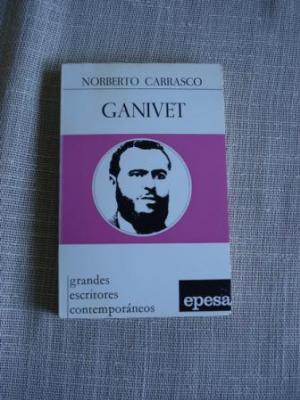 NORBERTO CARRASCO
GANIVET
grandes
escritores
contemporáneos
epesa